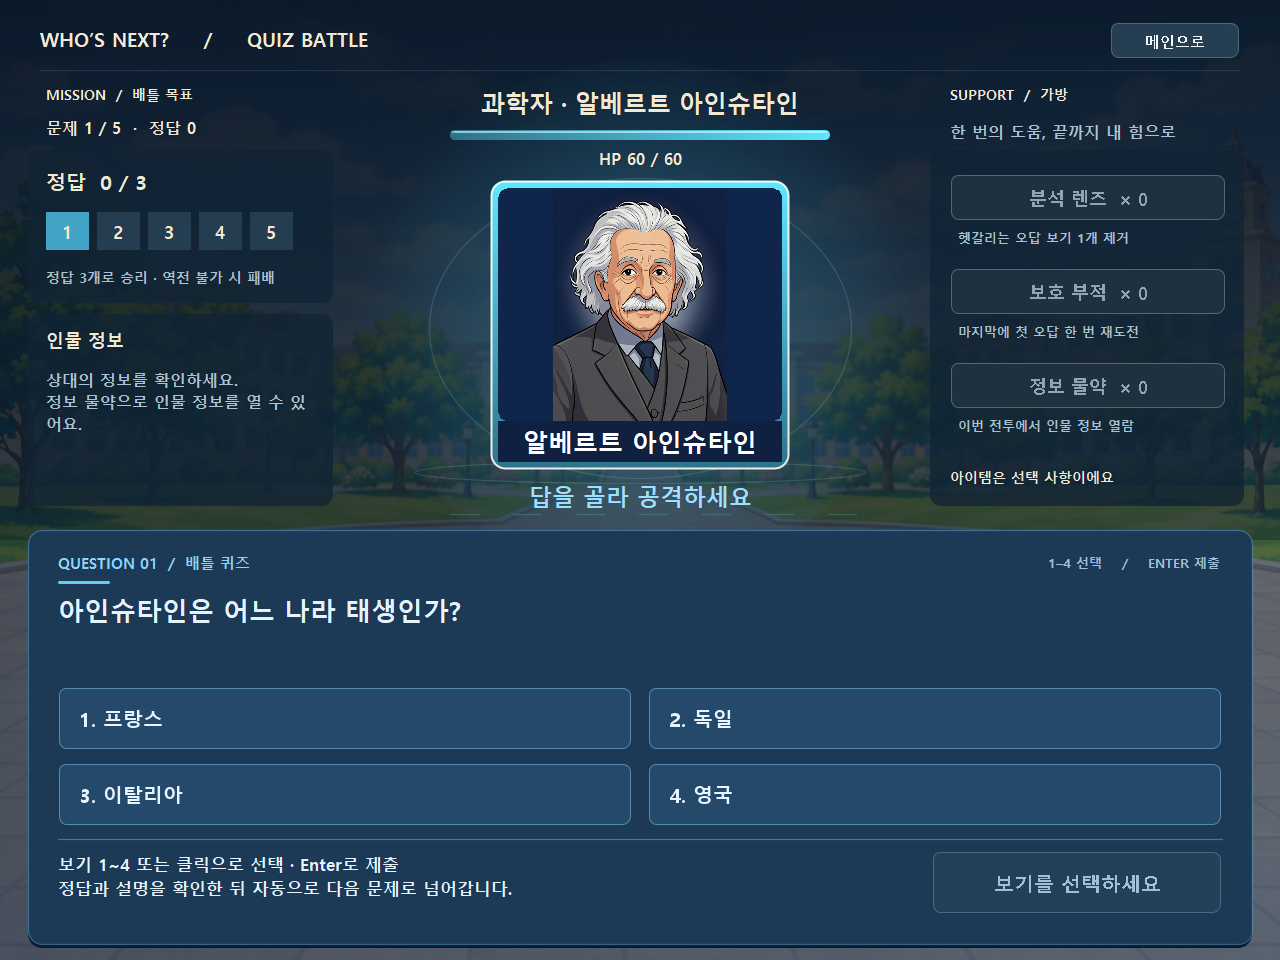 WHO'S NEXT? / QUIZ BATTLE
메인으로
MISSION / 배틀 목표
문제 1 / 5 · 정답 0
정답 0 / 3
1 2 3 4 5
정답 3개로 승리 · 역전 불가 시 패배
인물 정보
상대의 정보를 확인하세요.
정보 물약으로 인물 정보를 열 수 있
어요.
과학자 · 알베르트 아인슈타인
HP 60 / 60
알베르트 아인슈타인
답을 골라 공격하세요
SUPPORT / 가방
한 번의 도움, 끝까지 내 힘으로
분석 렌즈 × 0
헷갈리는 오답 보기 1개 제거
보호 부적 × 0
마지막에 첫 오답 한 번 재도전
정보 물약 × 0
이번 전투에서 인물 정보 열람
아이템은 선택 사항이에요
QUESTION 01 / 배틀 퀴즈
1–4 선택 / ENTER 제출
아인슈타인은 어느 나라 태생인가?
1. 프랑스
2. 독일
3. 이탈리아
4. 영국
보기 1~4 또는 클릭으로 선택 · Enter로 제출
정답과 설명을 확인한 뒤 자동으로 다음 문제로 넘어갑니다.
보기를 선택하세요